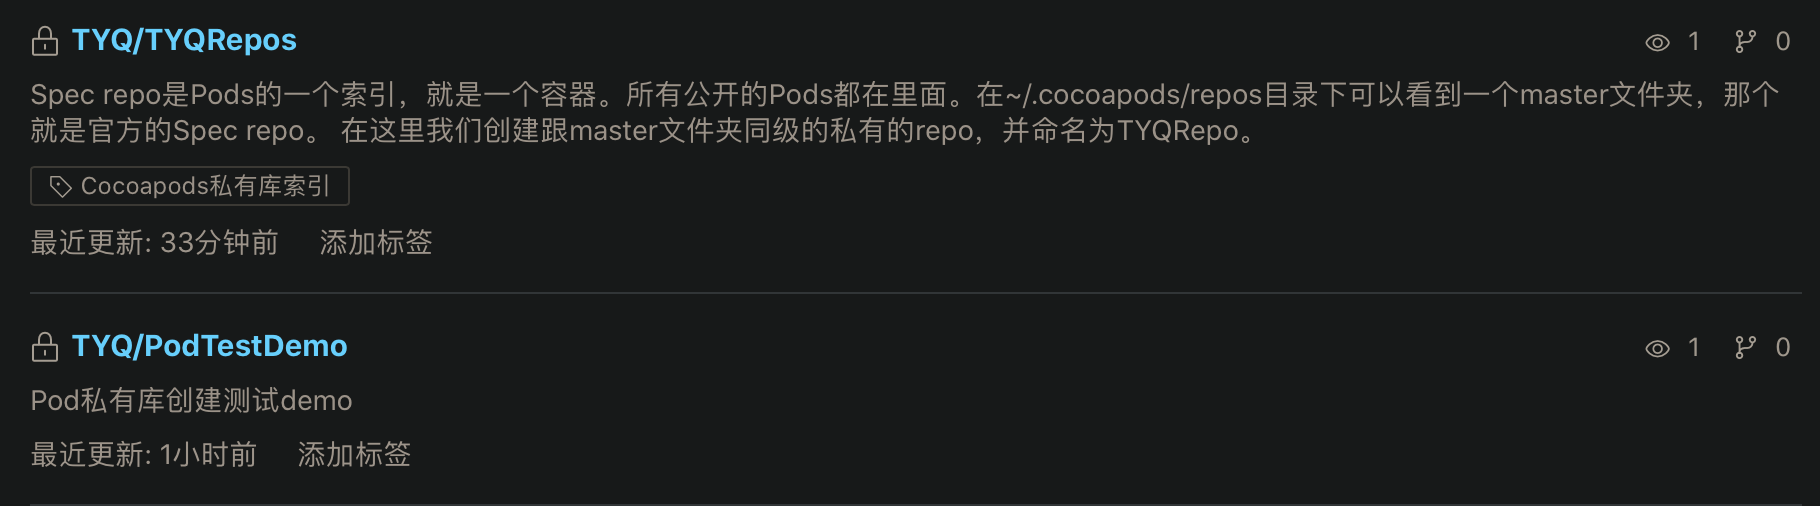 TYQ/TYQRepos
1 0
Spec repo是Pods的一个索引，就是一个容器。所有公开的Pods都在里面。在~/.cocoapods/repos目录下可以看到一个master文件夹，那个
就是官方的Spec repo。 在这里我们创建跟master文件夹同级的私有的repo，并命名为TYQRepo。
Cocoapods私有库索引
最近更新: 33分钟前 添加标签
TYQ/PodTestDemo
1 0
Pod私有库创建测试demo
最近更新: 1小时前 添加标签